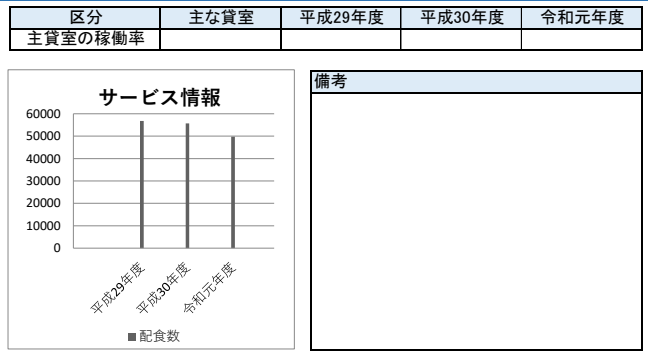 区分 主な貸室 平成29年度 平成30年度 令和元年度
主貸室の稼働率
サービス情報
60000
50000
40000
30000
20000
10000
0
平成29年度 平成30年度 令和元年度
■配食数
備考